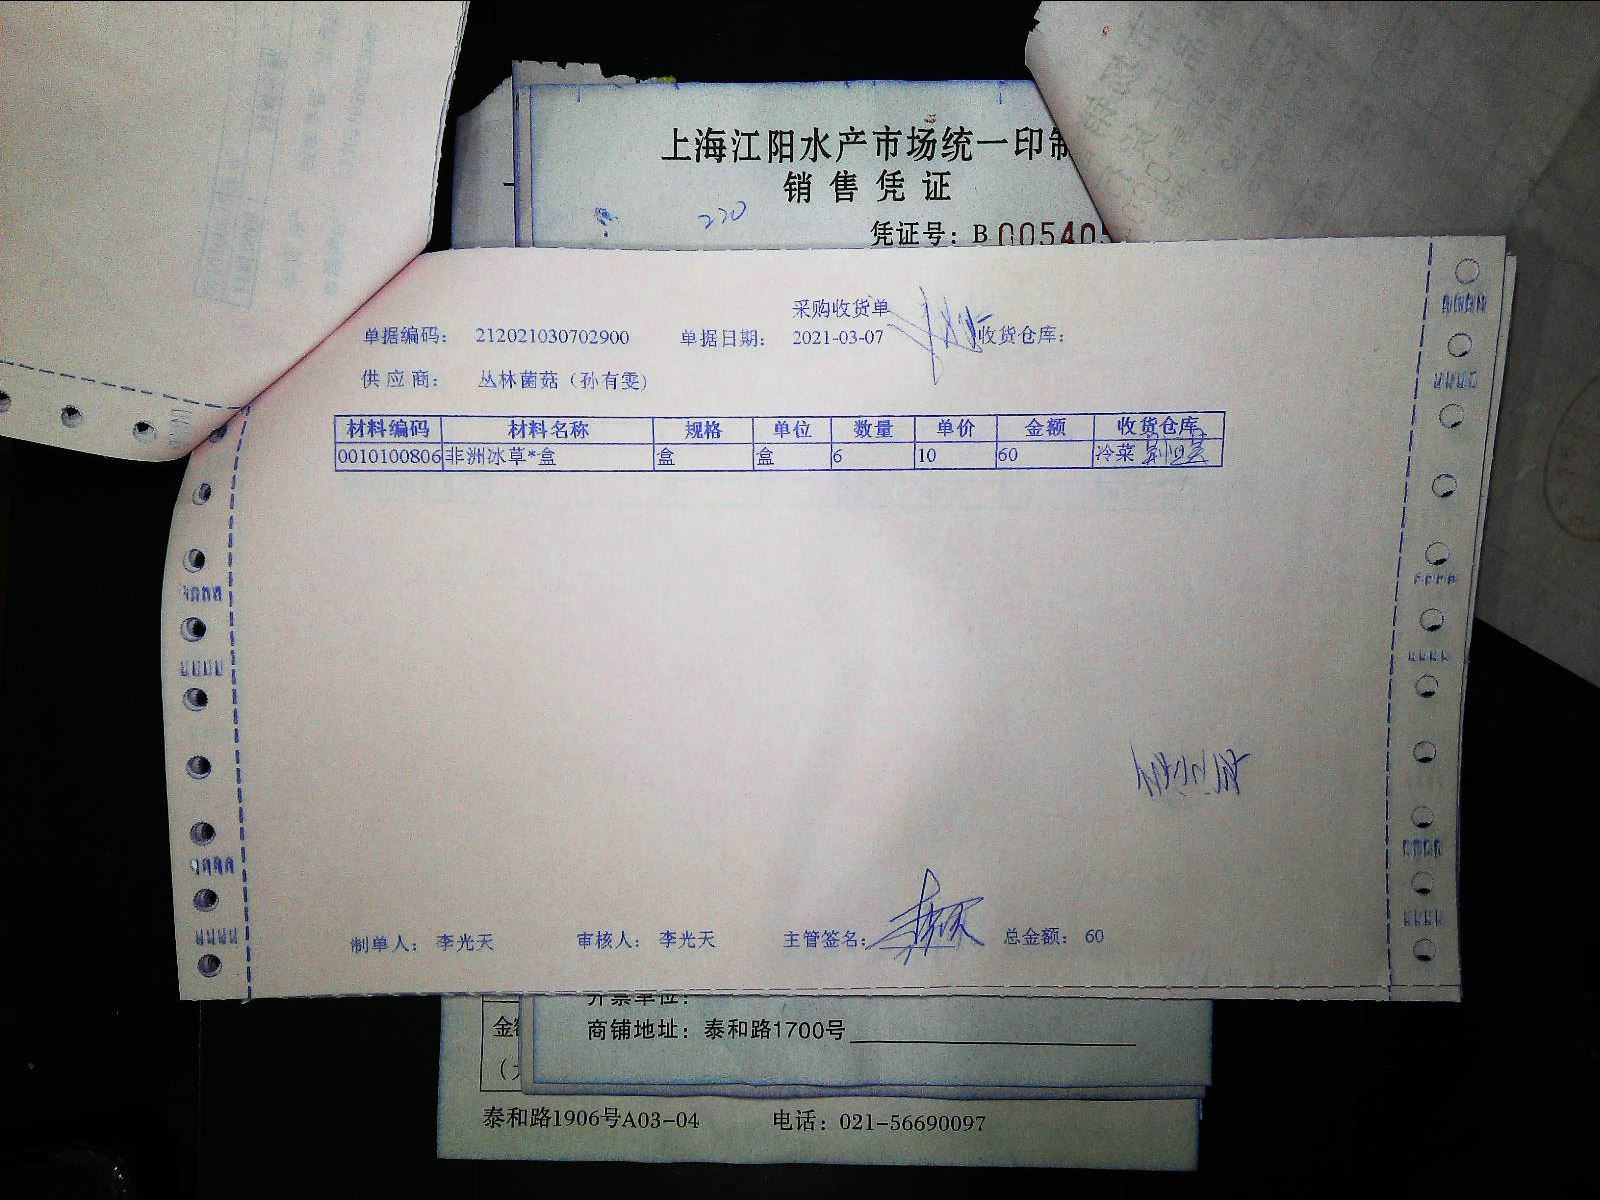 上海江阳水产市场统一印制
销售凭证
220
凭证号：B 005405
采购收货单
单据编码： 212021030702900 单据日期： 2021-03-07 收货仓库：
供应商： 丛林菌菇（孙有雯）
材料编码 材料名称 规格 单位 数量 单价 金额 收货仓库
0010100806 非洲冰草*盒 盒 盒 6 10 60 冷菜
制单人： 李光天 审核人： 李光天 主管签名： 总金额： 60
开票单位：
商铺地址：泰和路1700号
泰和路1906号A03-04 电话：021-56690097